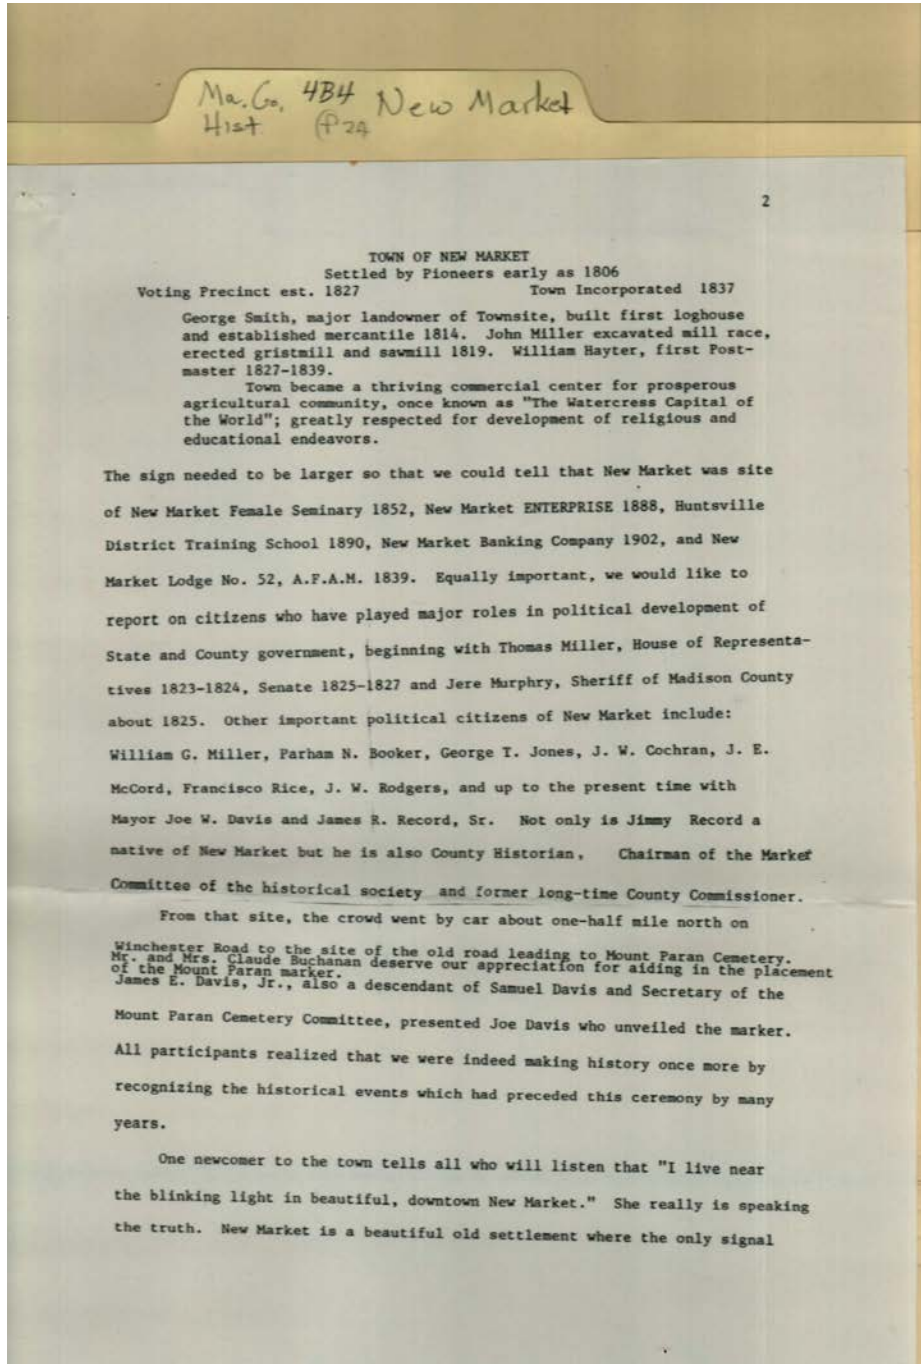 Ma. Co. 4B4 New Market
Hist P24
2
TOWN OF NEW MARKET
Settled by Pioneers early as 1806
Voting Precinct est. 1827 Town Incorporated 1837
George Smith, major landowner of Townsite, built first loghouse
and established mercantile 1814. John Miller excavated mill race,
erected gristmill and sawmill 1819. William Hayter, first Post-
master 1827-1839.
Town became a thriving commercial center for prosperous
agricultural community, once known as "The Watercress Capital of
the World"; greatly respected for development of religious and
educational endeavors.
The sign needed to be larger so that we could tell that New Market was site
of New Market Female Seminary 1852, New Market ENTERPRISE 1888, Huntsville
District Training School 1890, New Market Banking Company 1902, and New
Market Lodge No. 52, A.F.A.M. 1839. Equally important, we would like to
report on citizens who have played major roles in political development of
State and County government, beginning with Thomas Miller, House of Representa-
tives 1823-1824, Senate 1825-1827 and Jere Murphry, Sheriff of Madison County
about 1825. Other important political citizens of New Market include:
William G. Miller, Parham N. Booker, George T. Jones, J. W. Cochran, J. E.
McCord, Francisco Rice, J. W. Rodgers, and up to the present time with
Mayor Joe W. Davis and James R. Record, Sr. Not only is Jimmy Record a
native of New Market but he is also County Historian, Chairman of the Market
Committee of the historical society and former long-time County Commissioner.
From that site, the crowd went by car about one-half mile north on
Winchester Road to the site of the old road leading to Mount Paran Cemetery.
Mr. and Mrs. Claude Buchanan deserve our appreciation for aiding in the placement
of the Mount Paran marker.
James E. Davis, Jr., also a descendant of Samuel Davis and Secretary of the
Mount Paran Cemetery Committee, presented Joe Davis who unveiled the marker.
All participants realized that we were indeed making history once more by
recognizing the historical events which had preceded this ceremony by many
years.
One newcomer to the town tells all who will listen that "I live near
the blinking light in beautiful, downtown New Market." She really is speaking
the truth. New Market is a beautiful old settlement where the only signal